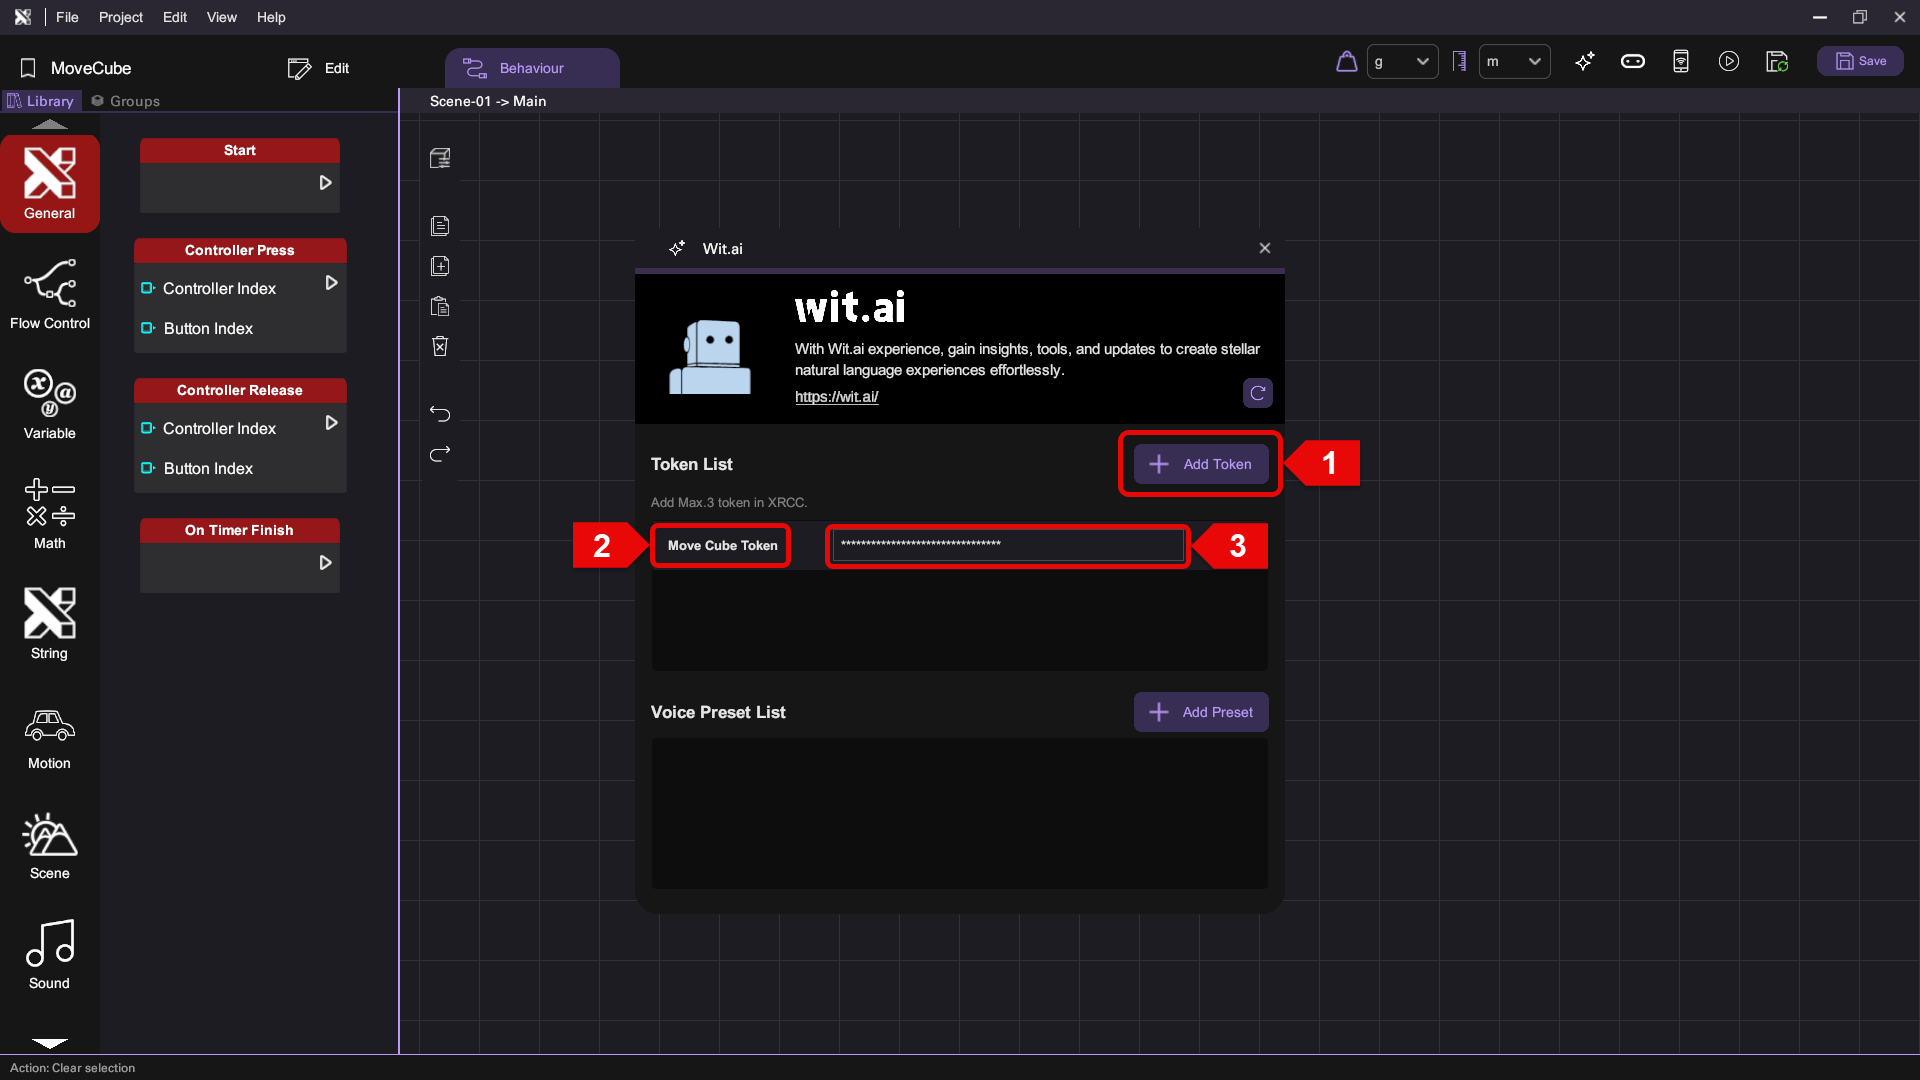 File Project Edit View Help
MoveCube
Edit
Behaviour
g
m
Save
Library
Groups
Scene-01 -> Main
General
Flow Control
Variable
Math
String
Motion
Scene
Sound
Start
Controller Press
Controller Index
Button Index
Controller Release
Controller Index
Button Index
On Timer Finish
Wit.ai
wit.ai
With Wit.ai experience, gain insights, tools, and updates to create stellar
natural language experiences effortlessly.
https://wit.ai/
Token List
Add Token
1
Add Max.3 token in XRCC.
2
Move Cube Token
********************************
3
Voice Preset List
Add Preset
Action: Clear selection